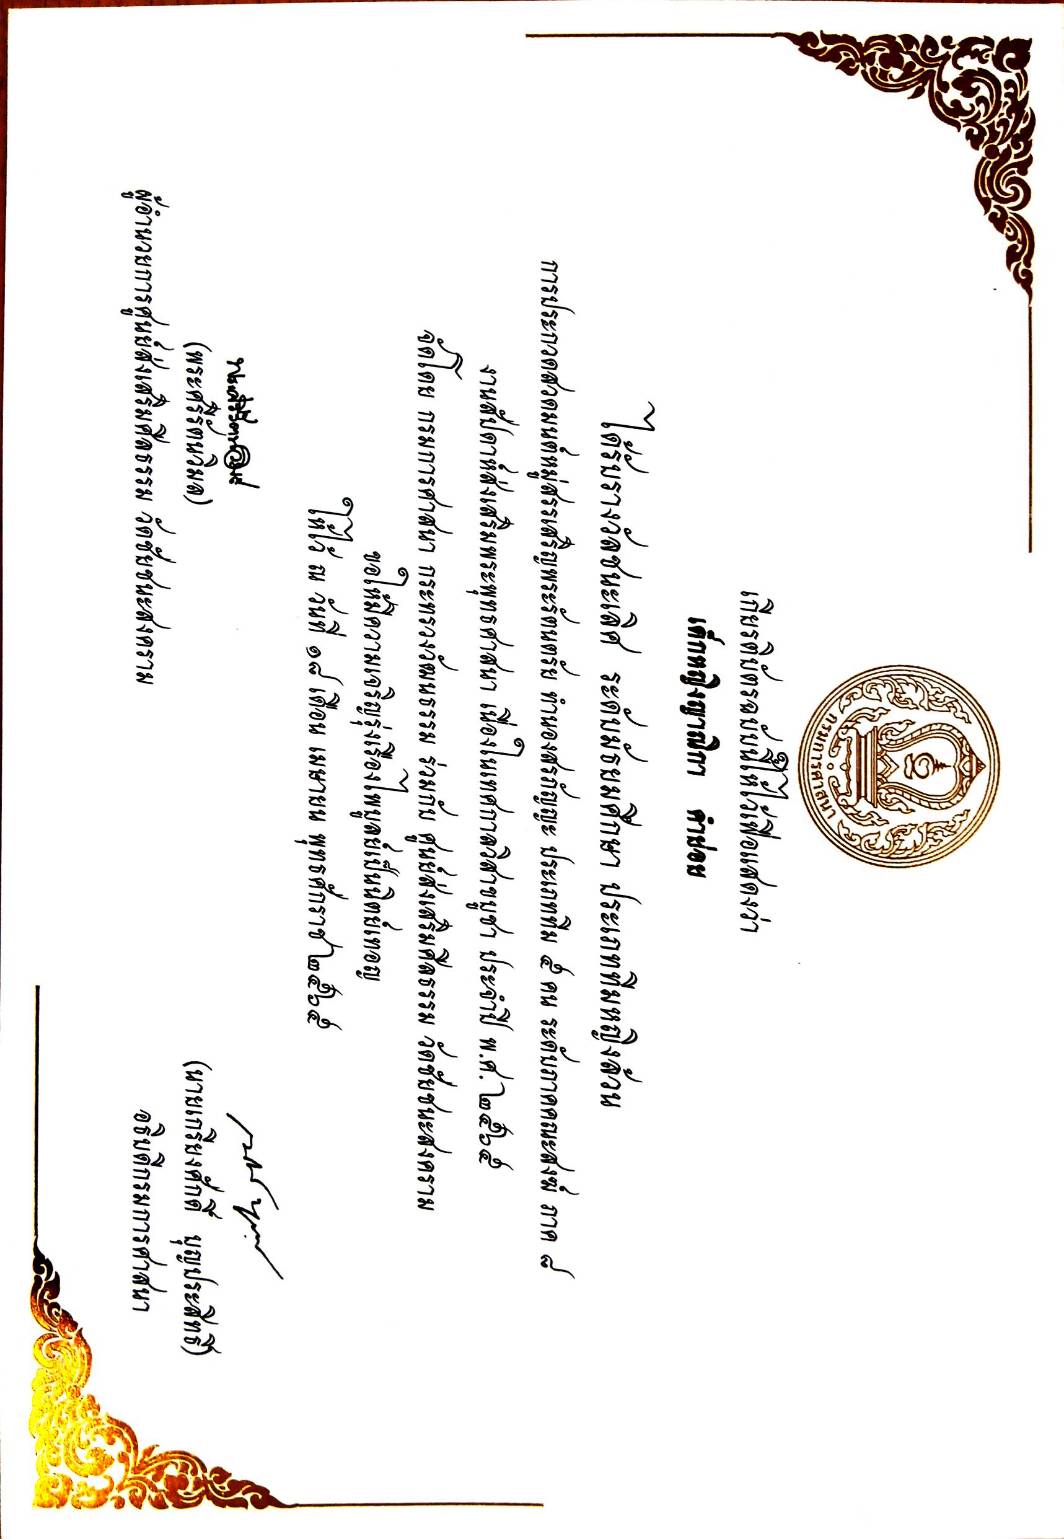 กรมการศาสนา
เกียรติบัตรฉบับนี้ให้ไว้เพื่อแสดงว่า
เด็กหญิงญาณิกา คำปอย
ได้รับรางวัลชนะเลิศ ระดับมัธยมศึกษา ประเภททีมหญิงล้วน
การประกวดสวดมนต์หมู่สรรเสริญพระรัตนตรัย ทำนองสรภัญญะ ประเภททีม ๕ คน ระดับภาคคณะสงฆ์ ภาค ๘
งานสัปดาห์ส่งเสริมพระพุทธศาสนา เนื่องในเทศกาลวิสาขบูชา ประจำปี พ.ศ. ๒๕๖๕
จัดโดย กรมการศาสนา กระทรวงวัฒนธรรม ร่วมกับ ศูนย์ส่งเสริมศีลธรรม วัดชัยชนะสงคราม
ขอให้มีความเจริญรุ่งเรืองไพบูลย์เป็นนิตย์เทอญ
ให้ไว้ ณ วันที่ ๑๘ เดือน เมษายน พุทธศักราช ๒๕๖๕
พระศรีรัตนวิมล
(พระศรีรัตนวิมล)
ผู้อำนวยการศูนย์ส่งเสริมศีลธรรม วัดชัยชนะสงคราม
(นายเกรียงศักดิ์ บุญประสิทธิ์)
อธิบดีกรมการศาสนา